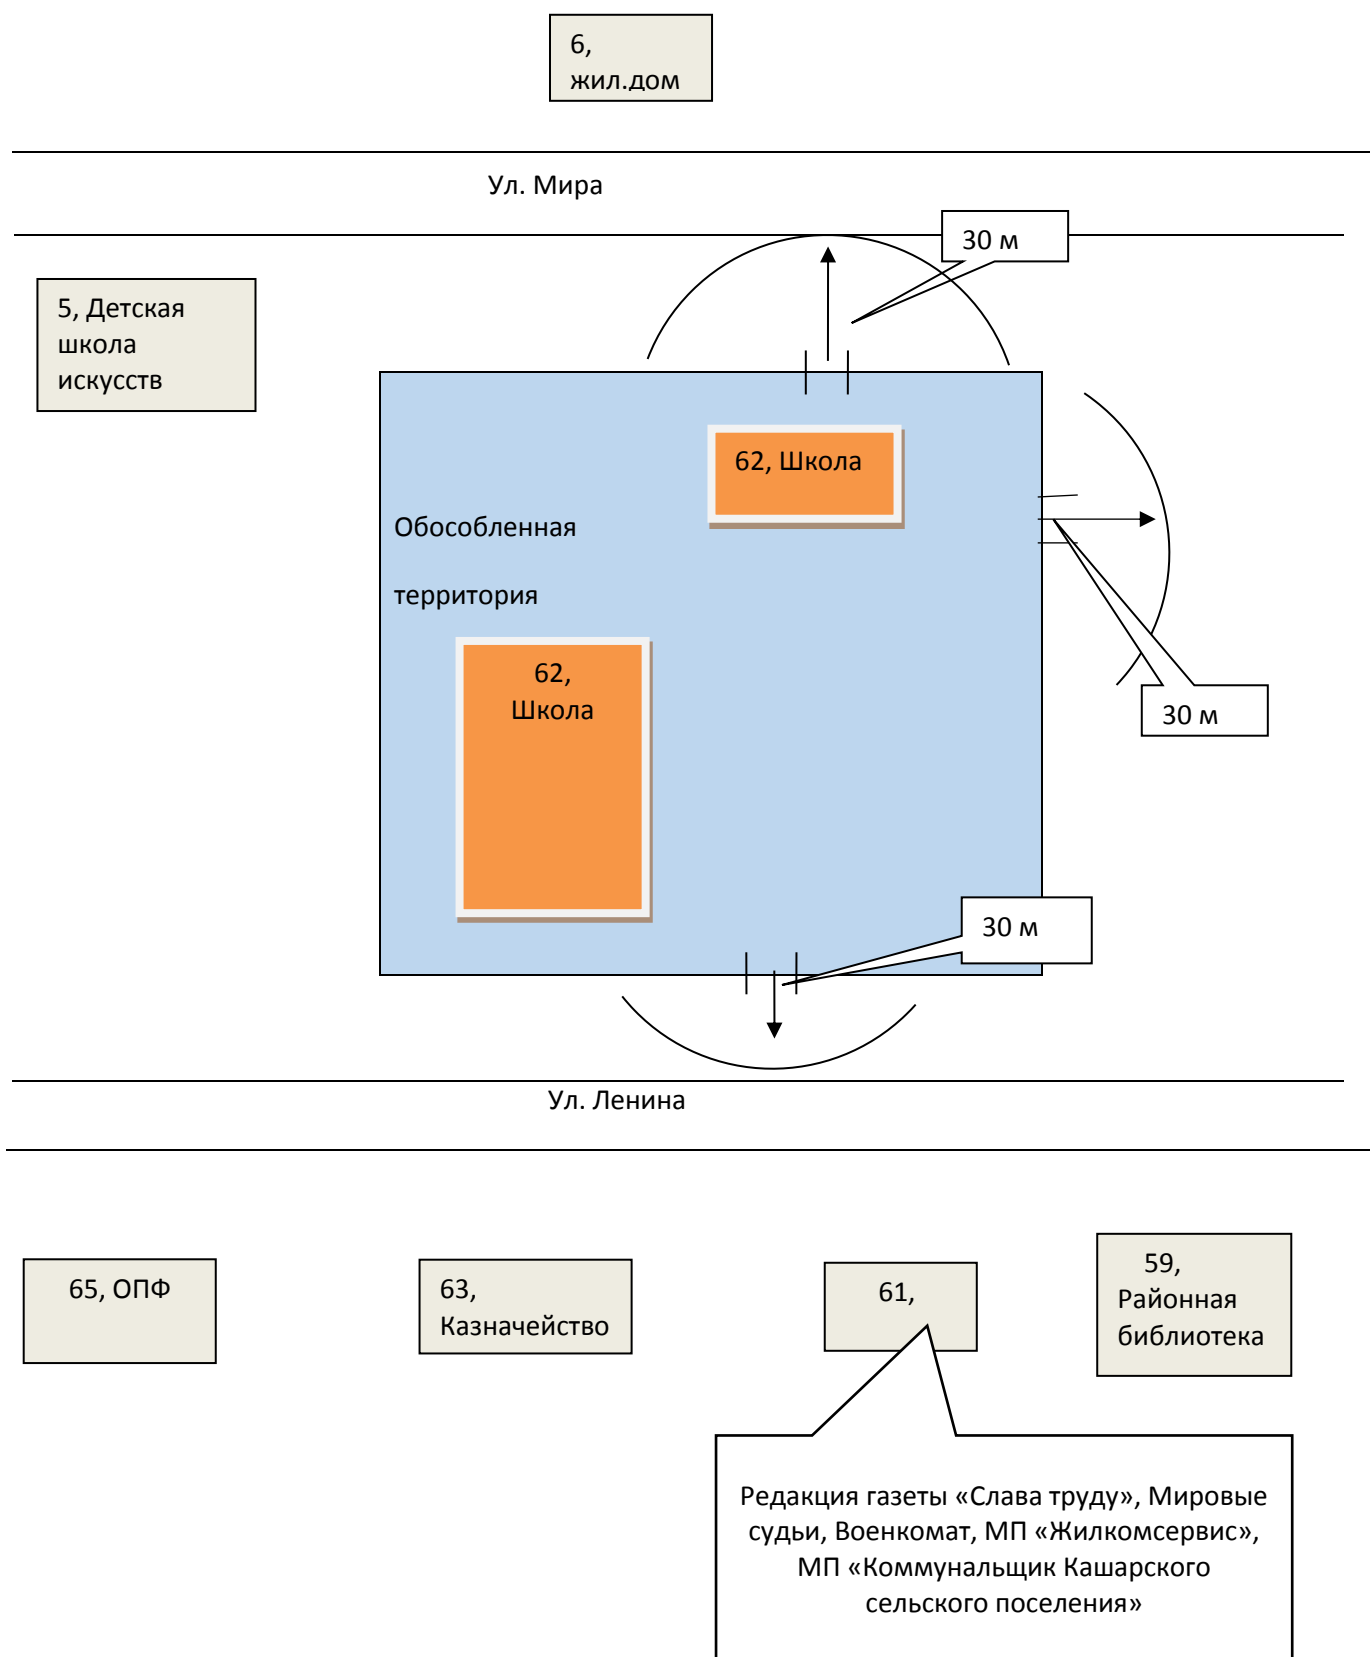 6,
жил.дом
Ул. Мира
30 м
5, Детская
школа
искусств
62, Школа
Обособленная
территория
62,
Школа
30 м
30 м
Ул. Ленина
65, ОПФ
63,
Казначейство
61,
59,
Районная
библиотека
Редакция газеты «Слава труду», Мировые
судьи, Военкомат, МП «Жилкомсервис»,
МП «Коммунальщик Кашарского
сельского поселения»